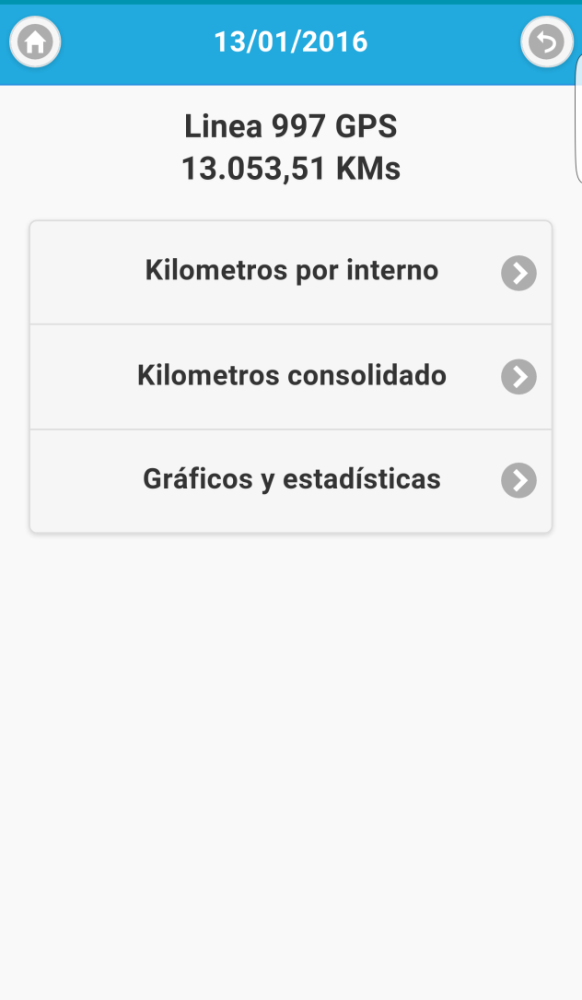 13/01/2016
Linea 997 GPS
13.053,51 KMs
Kilometros por interno
Kilometros consolidado
Gráficos y estadísticas